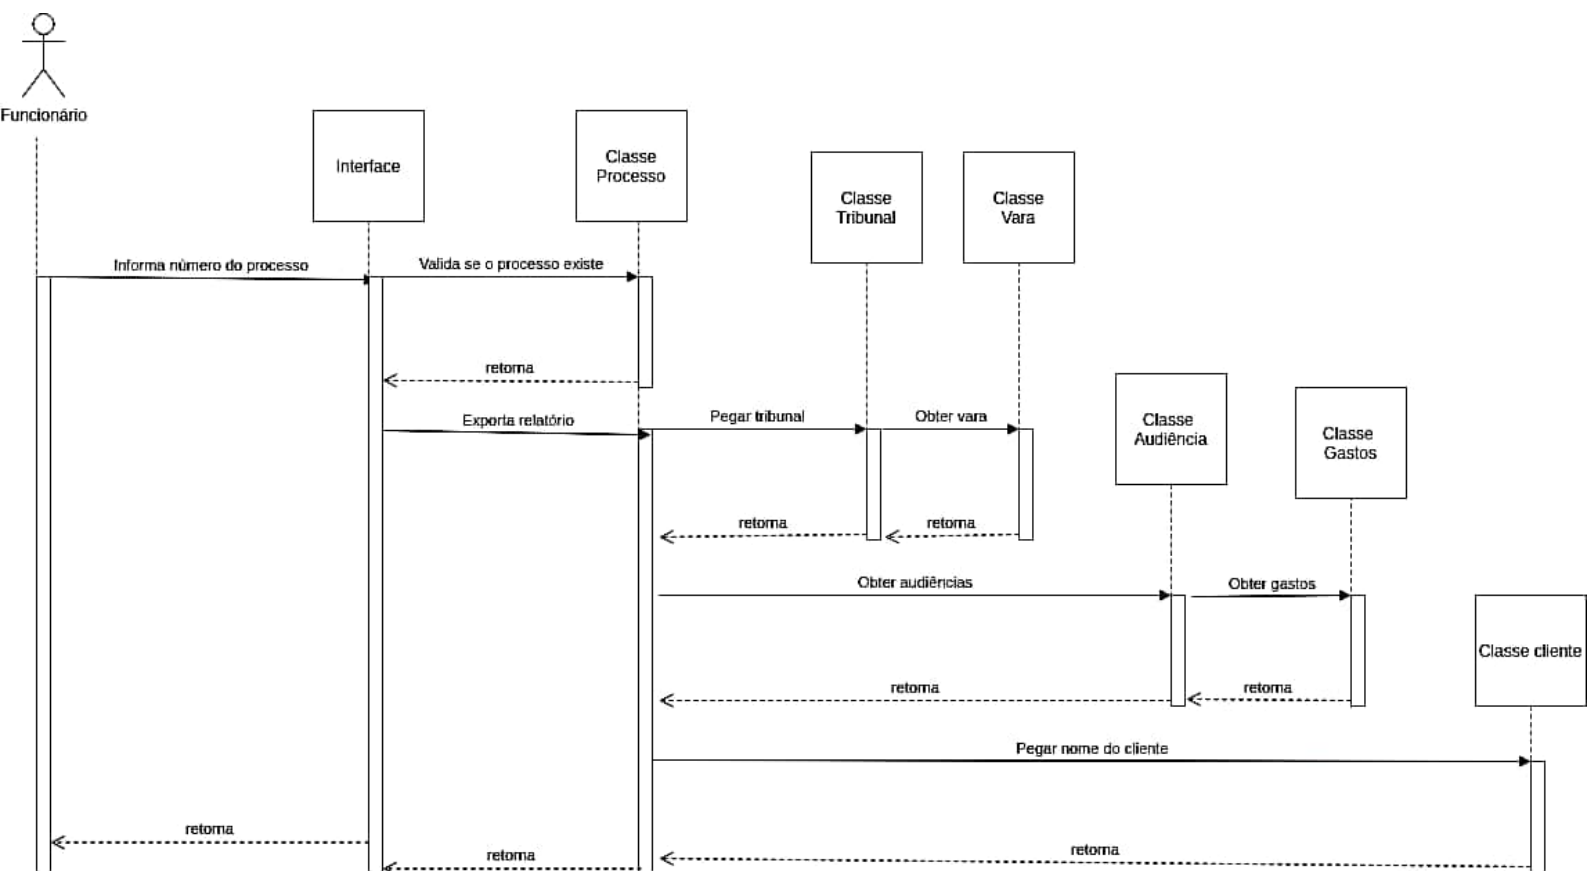 Funcionário
Interface
Classe
Processo
Classe
Tribunal
Classe
Vara
Informa número do processo
Valida se o processo existe
retorna
Exporta relatório
Pegar tribunal
Obter vara
Classe
Audiência
Classe
Gastos
retorna
retorna
Obter audiências
Obter gastos
Classe cliente
retorna
retorna
Pegar nome do cliente
retorna
retorna
retorna